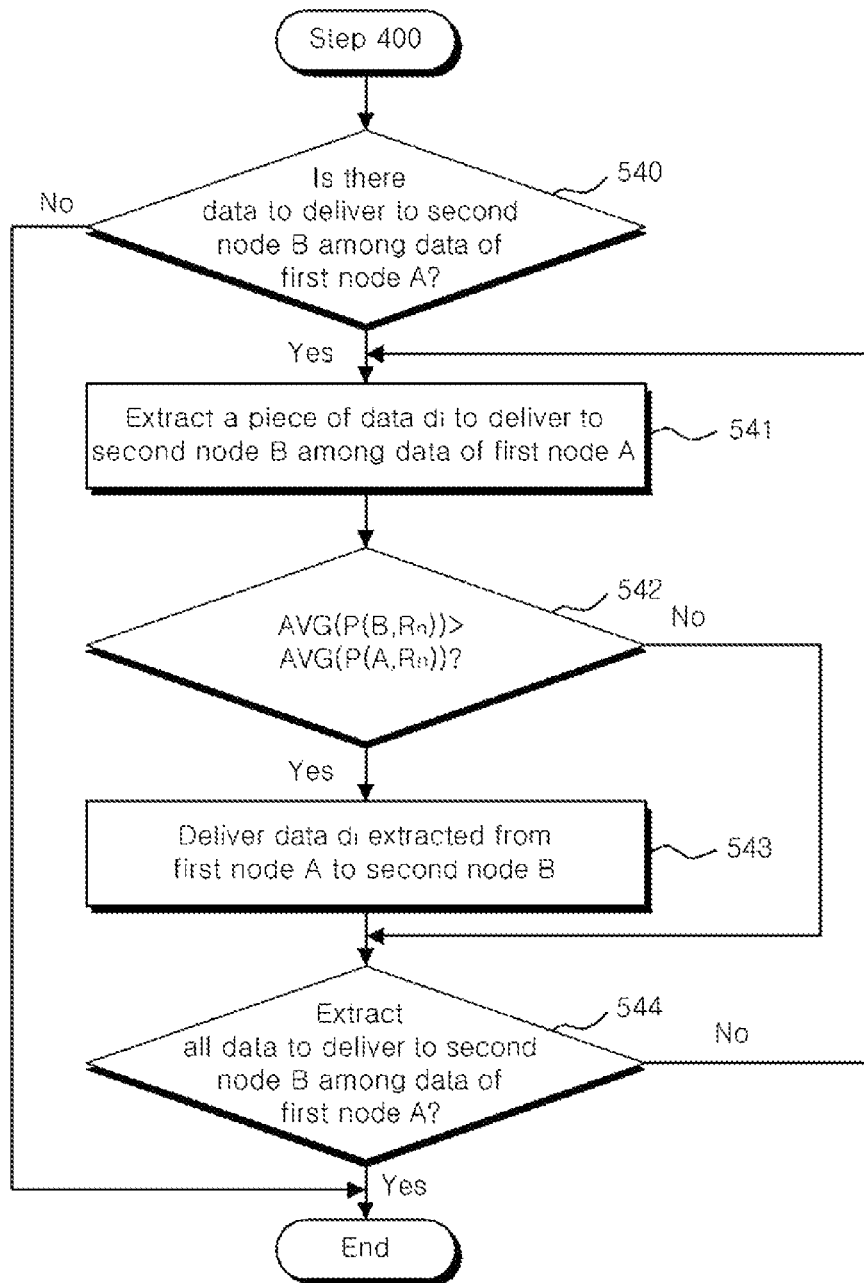 Step 400
540
Is there
data to deliver to second
node B among data of
first node A?
No
Yes
Extract a piece of data di to deliver to
second node B among data of first node A
541
542
AVG(P(B,Rn))>
AVG(P(A,Rn))?
No
Yes
Deliver data di extracted from
first node A to second node B
543
544
Extract
all data to deliver to second
node B among data of
first node A?
No
Yes
End